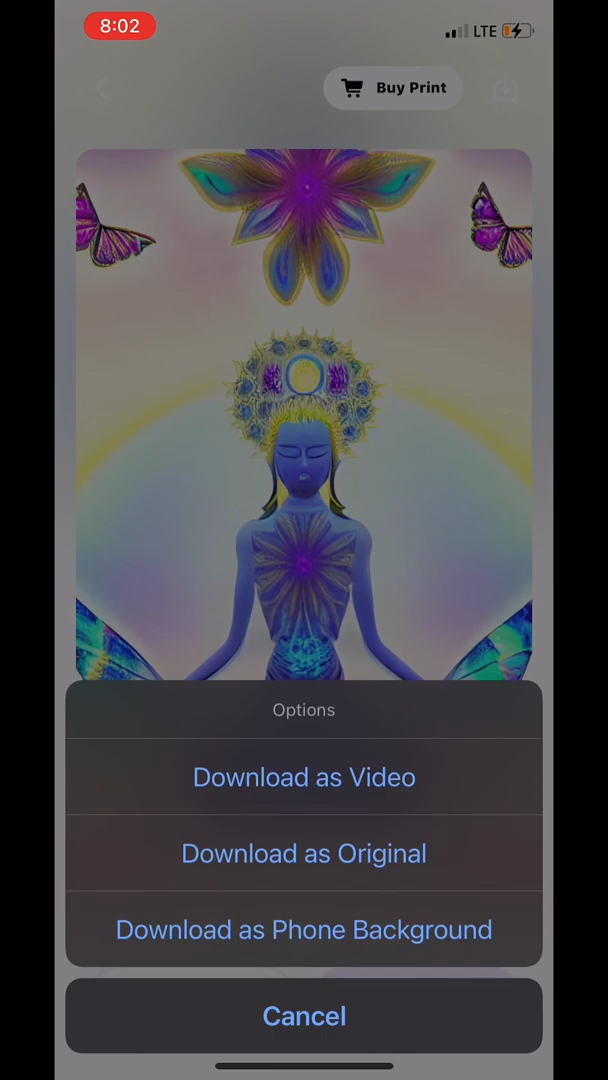 8:02
LTE
Buy Print
Options
Download as Video
Download as Original
Download as Phone Background
Cancel